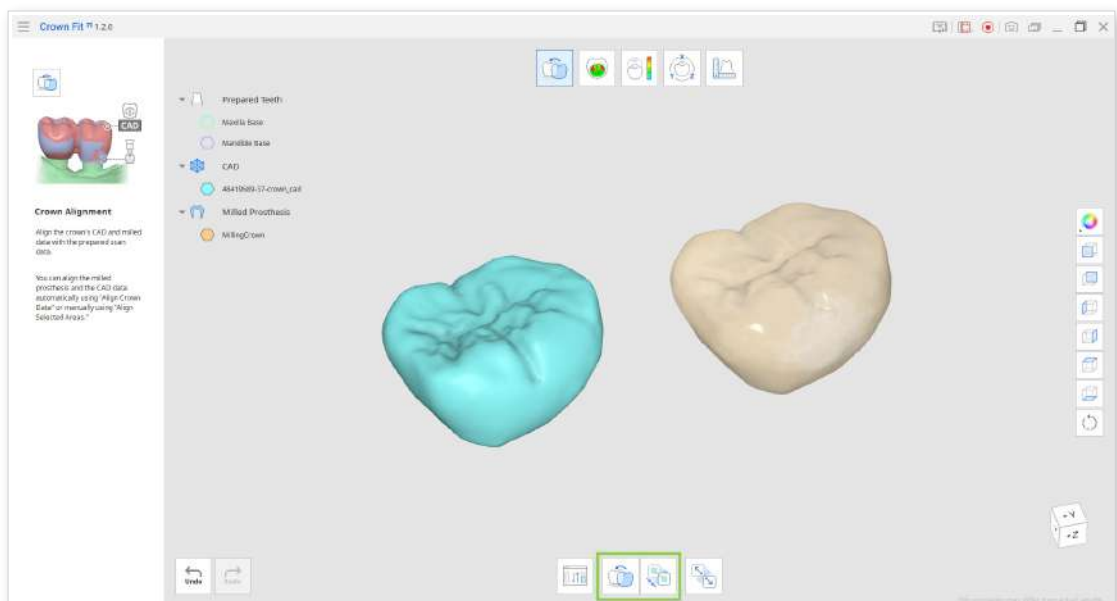 Crown Fit 1.2.0
CAD
Crown Alignment
Align the crown's CAD and milled
data with the prepared scan
data.
You can align the milled
prosthesis and the CAD data
automatically using "Align Crown
Data" or manually using "Align
Selected Areas."
Prepared Teeth
Maxilla Base
Mandible Base
CAD
Milled Prosthesis
MillingCrown
Undo
Redo
+Y
+Z